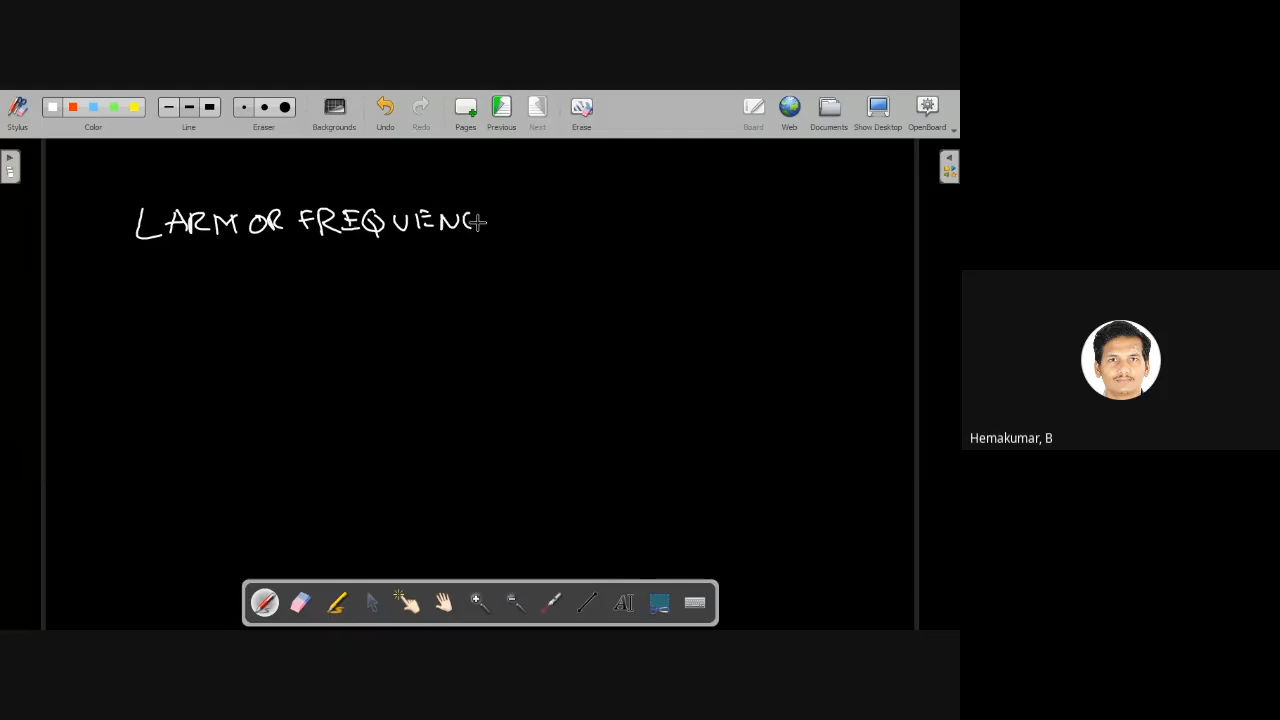 Stylus Color Line Eraser Backgrounds Undo Redo Pages Previous Next Erase Board Web Documents Show Desktop OpenBoard
LARMOR FREQUENC
AI
Hemakumar, B